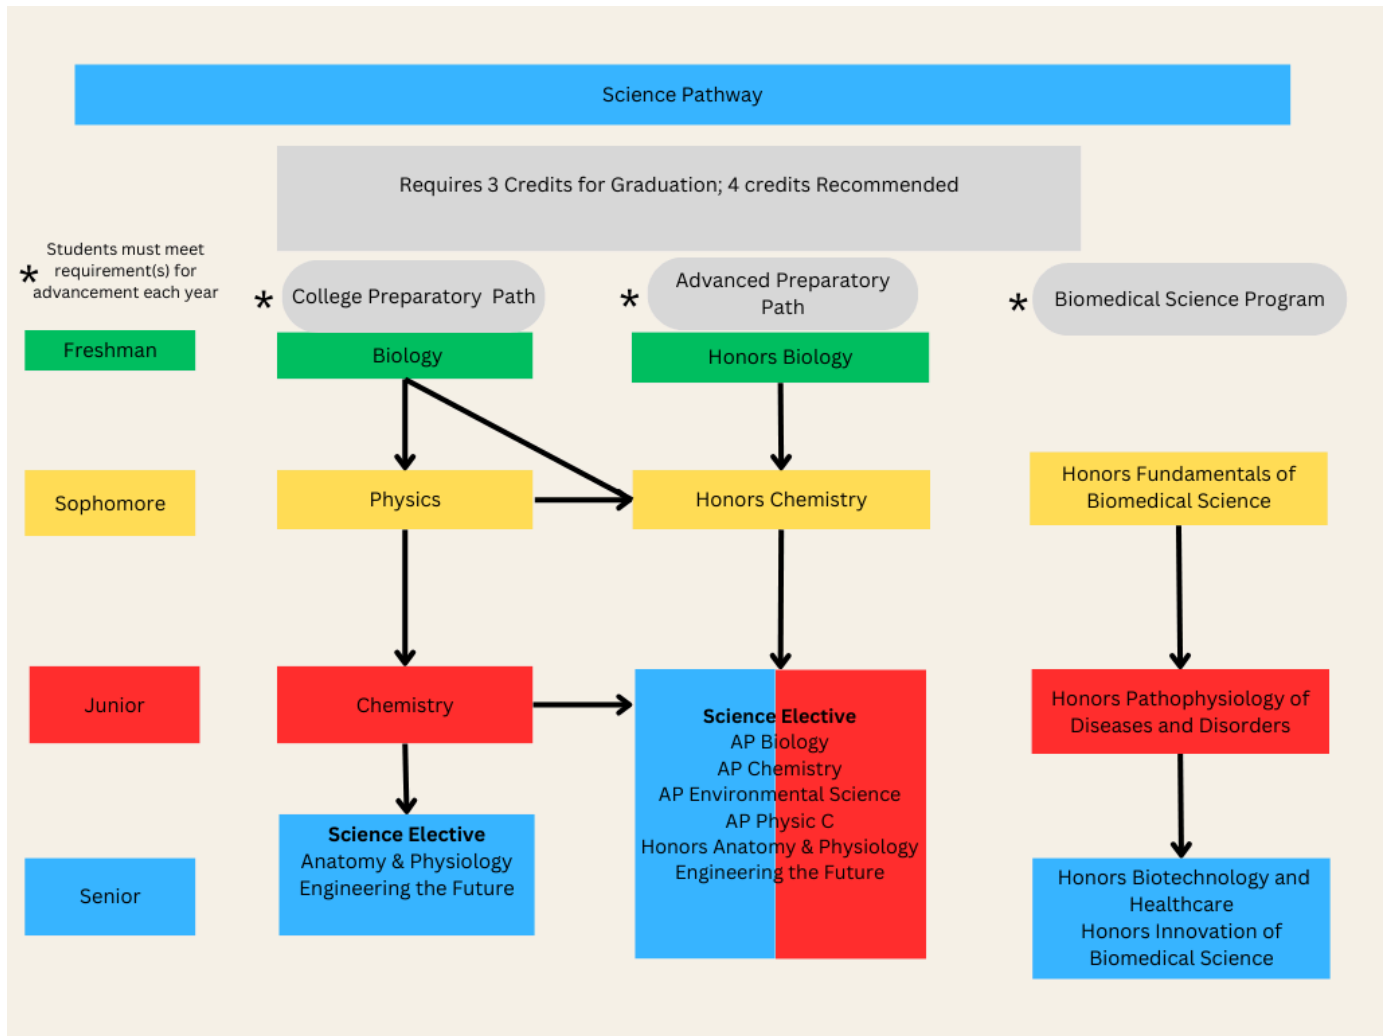 Science Pathway
Requires 3 Credits for Graduation; 4 credits Recommended
* Students must meet
requirement(s) for
advancement each year
* College Preparatory Path
* Advanced Preparatory
Path
* Biomedical Science Program
Freshman
Biology
Honors Biology
Sophomore
Physics
Honors Chemistry
Honors Fundamentals of
Biomedical Science
Junior
Chemistry
Science Elective
AP Biology
AP Chemistry
AP Environmental Science
AP Physic C
Honors Anatomy & Physiology
Engineering the Future
Honors Pathophysiology of
Diseases and Disorders
Senior
Science Elective
Anatomy & Physiology
Engineering the Future
Honors Biotechnology and
Healthcare
Honors Innovation of
Biomedical Science